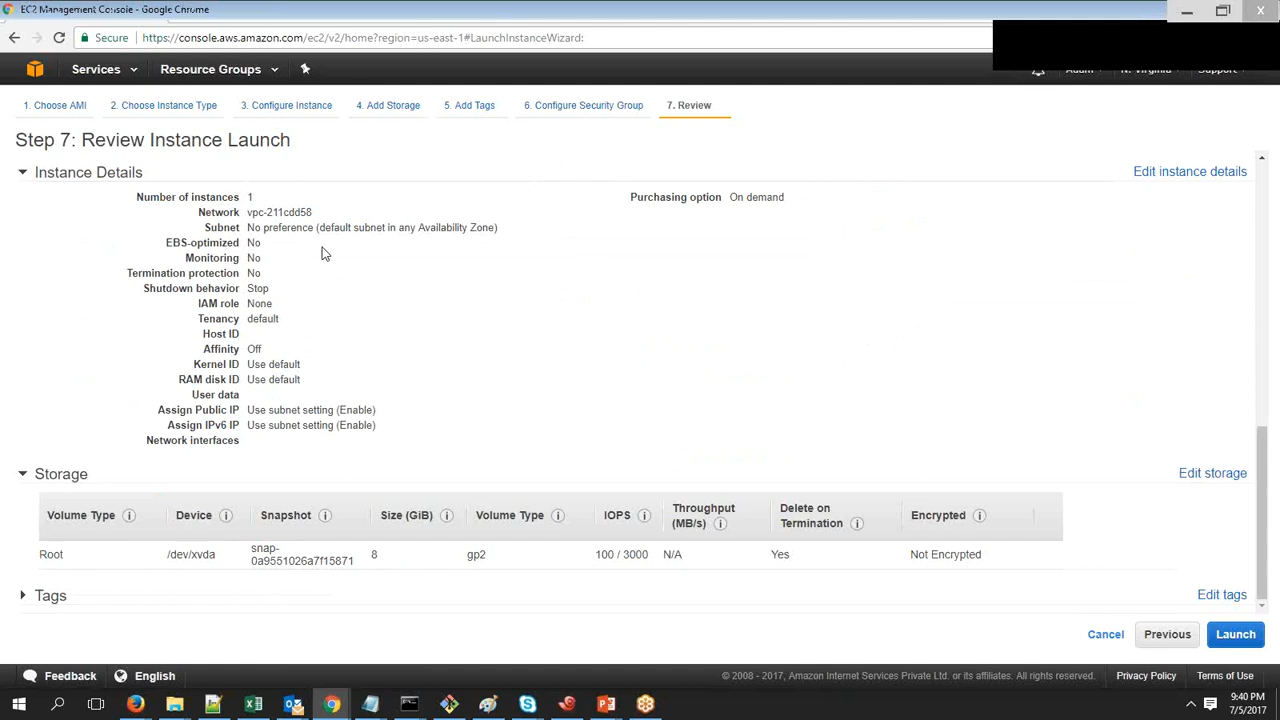 EC2 Management Console - Google Chrome
Secure https://console.aws.amazon.com/ec2/v2/home?region=us-east-1#LaunchInstanceWizard:
Services Resource Groups Adam N. Virginia Support
1. Choose AMI 2. Choose Instance Type 3. Configure Instance 4. Add Storage 5. Add Tags 6. Configure Security Group 7. Review
Step 7: Review Instance Launch
Instance Details Edit instance details
Number of instances 1 Purchasing option On demand
Network vpc-211cdd58
Subnet No preference (default subnet in any Availability Zone)
EBS-optimized No
Monitoring No
Termination protection No
Shutdown behavior Stop
IAM role None
Tenancy default
Host ID
Affinity Off
Kernel ID Use default
RAM disk ID Use default
User data
Assign Public IP Use subnet setting (Enable)
Assign IPv6 IP Use subnet setting (Enable)
Network interfaces
Storage Edit storage
Volume Type Device Snapshot Size (GiB) Volume Type IOPS Throughput (MB/s) Delete on Termination Encrypted
Root /dev/xvda snap-0a9551026a7f15871 8 gp2 100 / 3000 N/A Yes Not Encrypted
Tags Edit tags
Cancel Previous Launch
Feedback English © 2008 - 2017, Amazon Internet Services Private Ltd. or its affiliates. All rights reserved. Privacy Policy Terms of Use
9:40 PM
7/5/2017